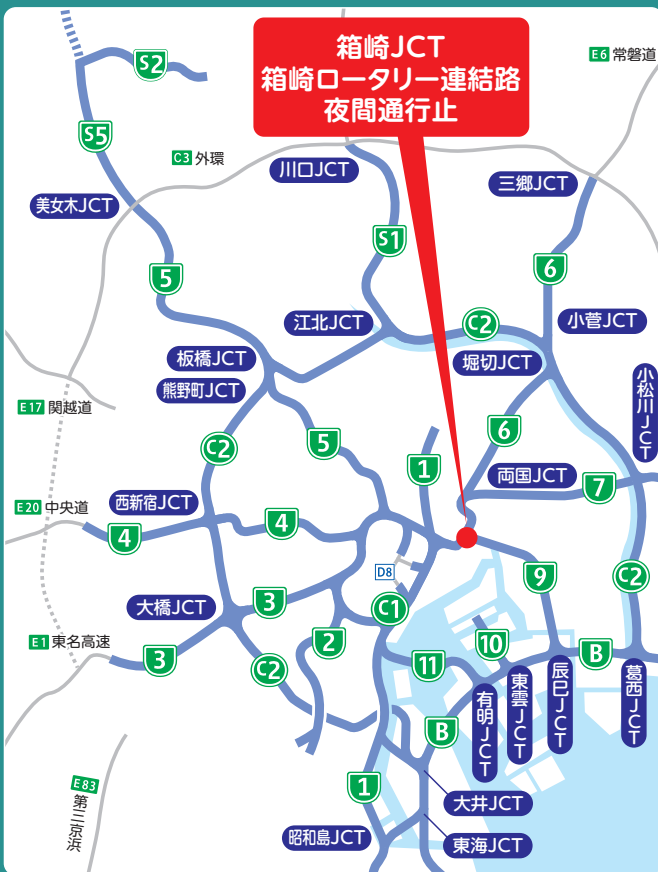 箱崎JCT
箱崎ロータリー連結路
夜間通行止
S2
E6 常磐道
S5
C3 外環
川口JCT
三郷JCT
美女木JCT
S1
5
6
江北JCT
C2
小菅JCT
板橋JCT
堀切JCT
熊野町JCT
小松川JCT
E17 関越道
C2
5
6
1
両国JCT
7
E20 中央道
西新宿JCT
4
4
D8
9
C2
大橋JCT
3
C1
E1 東名高速
3
2
10
B
C2
11
有明JCT
東雲JCT
辰巳JCT
葛西JCT
B
E83
第三京浜
1
大井JCT
昭和島JCT
東海JCT